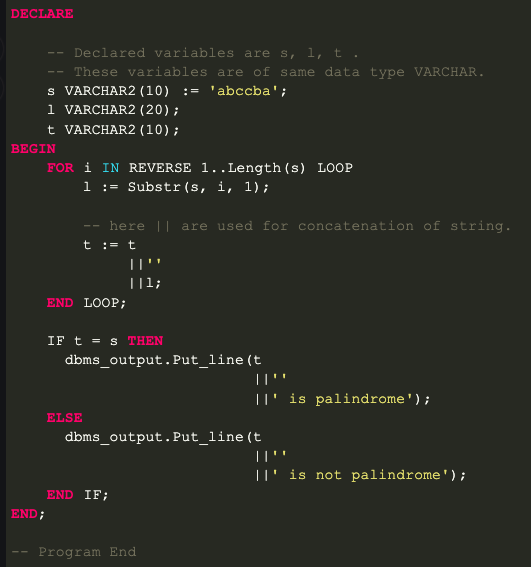 DECLARE
-- Declared variables are s, l, t .
-- These variables are of same data type VARCHAR.
s VARCHAR2(10) := 'abccba';
l VARCHAR2(20);
t VARCHAR2(10);
BEGIN
FOR i IN REVERSE 1..Length(s) LOOP
l := Substr(s, i, 1);
-- here || are used for concatenation of string.
t := t
||''
||l;
END LOOP;
IF t = s THEN
dbms_output.Put_line(t
||''
||' is palindrome');
ELSE
dbms_output.Put_line(t
||''
||' is not palindrome');
END IF;
END;
-- Program End